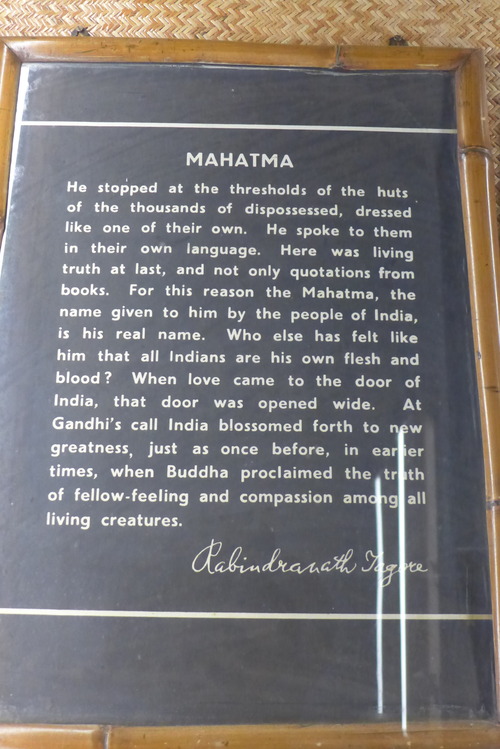 MAHATMA
He stopped at the thresholds of the huts
of the thousands of dispossessed, dressed
like one of their own. He spoke to them
in their own language. Here was living
truth at last, and not only quotations from
books. For this reason the Mahatma, the
name given to him by the people of India,
is his real name. Who else has felt like
him that all Indians are his own flesh and
blood? When love came to the door of
India, that door was opened wide. At
Gandhi's call India blossomed forth to new
greatness, just as once before, in earlier
times, when Buddha proclaimed the truth
of fellow-feeling and compassion among all
living creatures.
Rabindranath Tagore